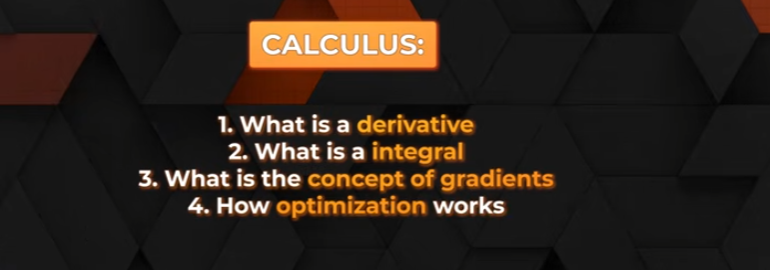 CALCULUS:
1. What is a derivative
2. What is a integral
3. What is the concept of gradients
4. How optimization works